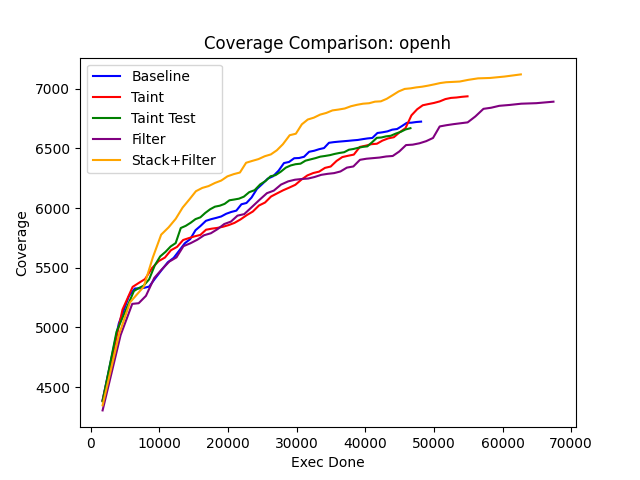 Coverage Comparison: openh
Baseline
Taint
Taint Test
Filter
Stack+Filter
Coverage
7000
6500
6000
5500
5000
4500
0 10000 20000 30000 40000 50000 60000 70000
Exec Done